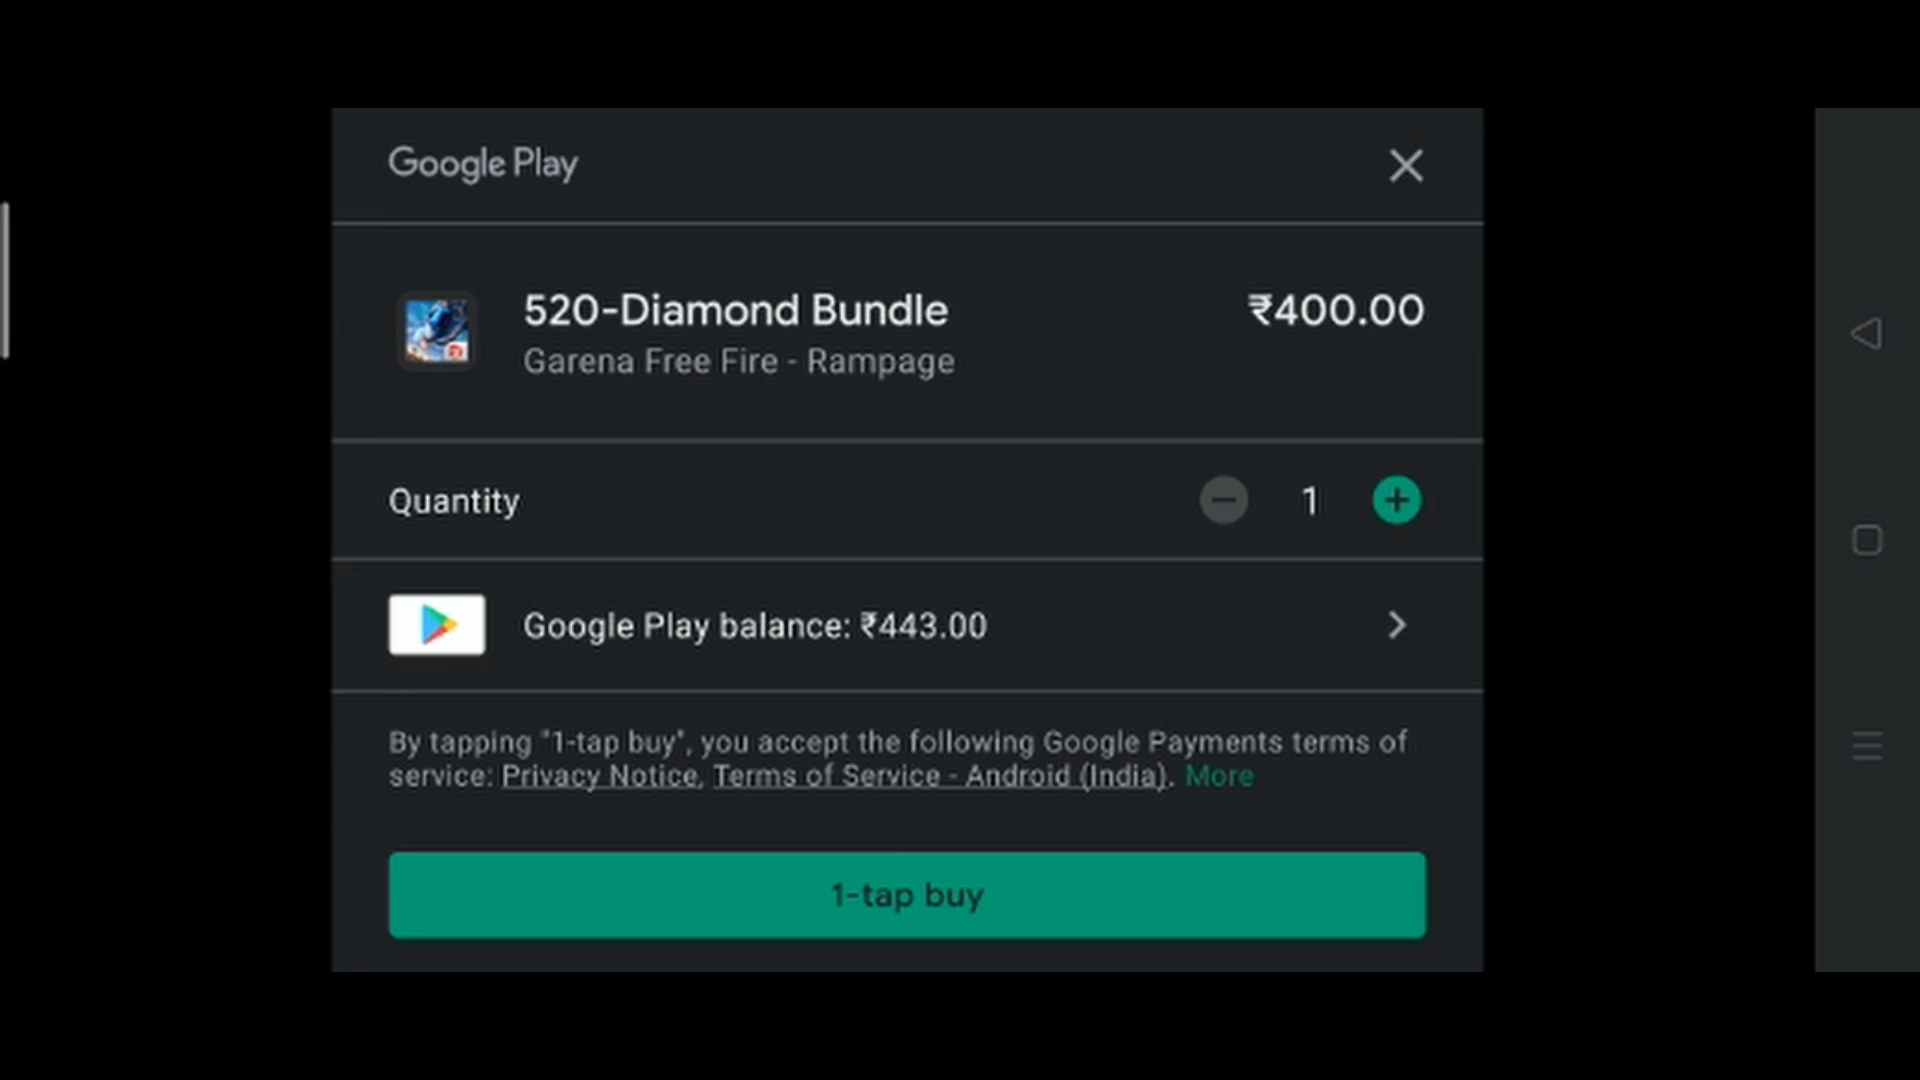 Google Play
520-Diamond Bundle ₹400.00
Garena Free Fire - Rampage
Quantity 1
Google Play balance: ₹443.00
By tapping "1-tap buy", you accept the following Google Payments terms of
service: Privacy Notice, Terms of Service - Android (India). More
1-tap buy